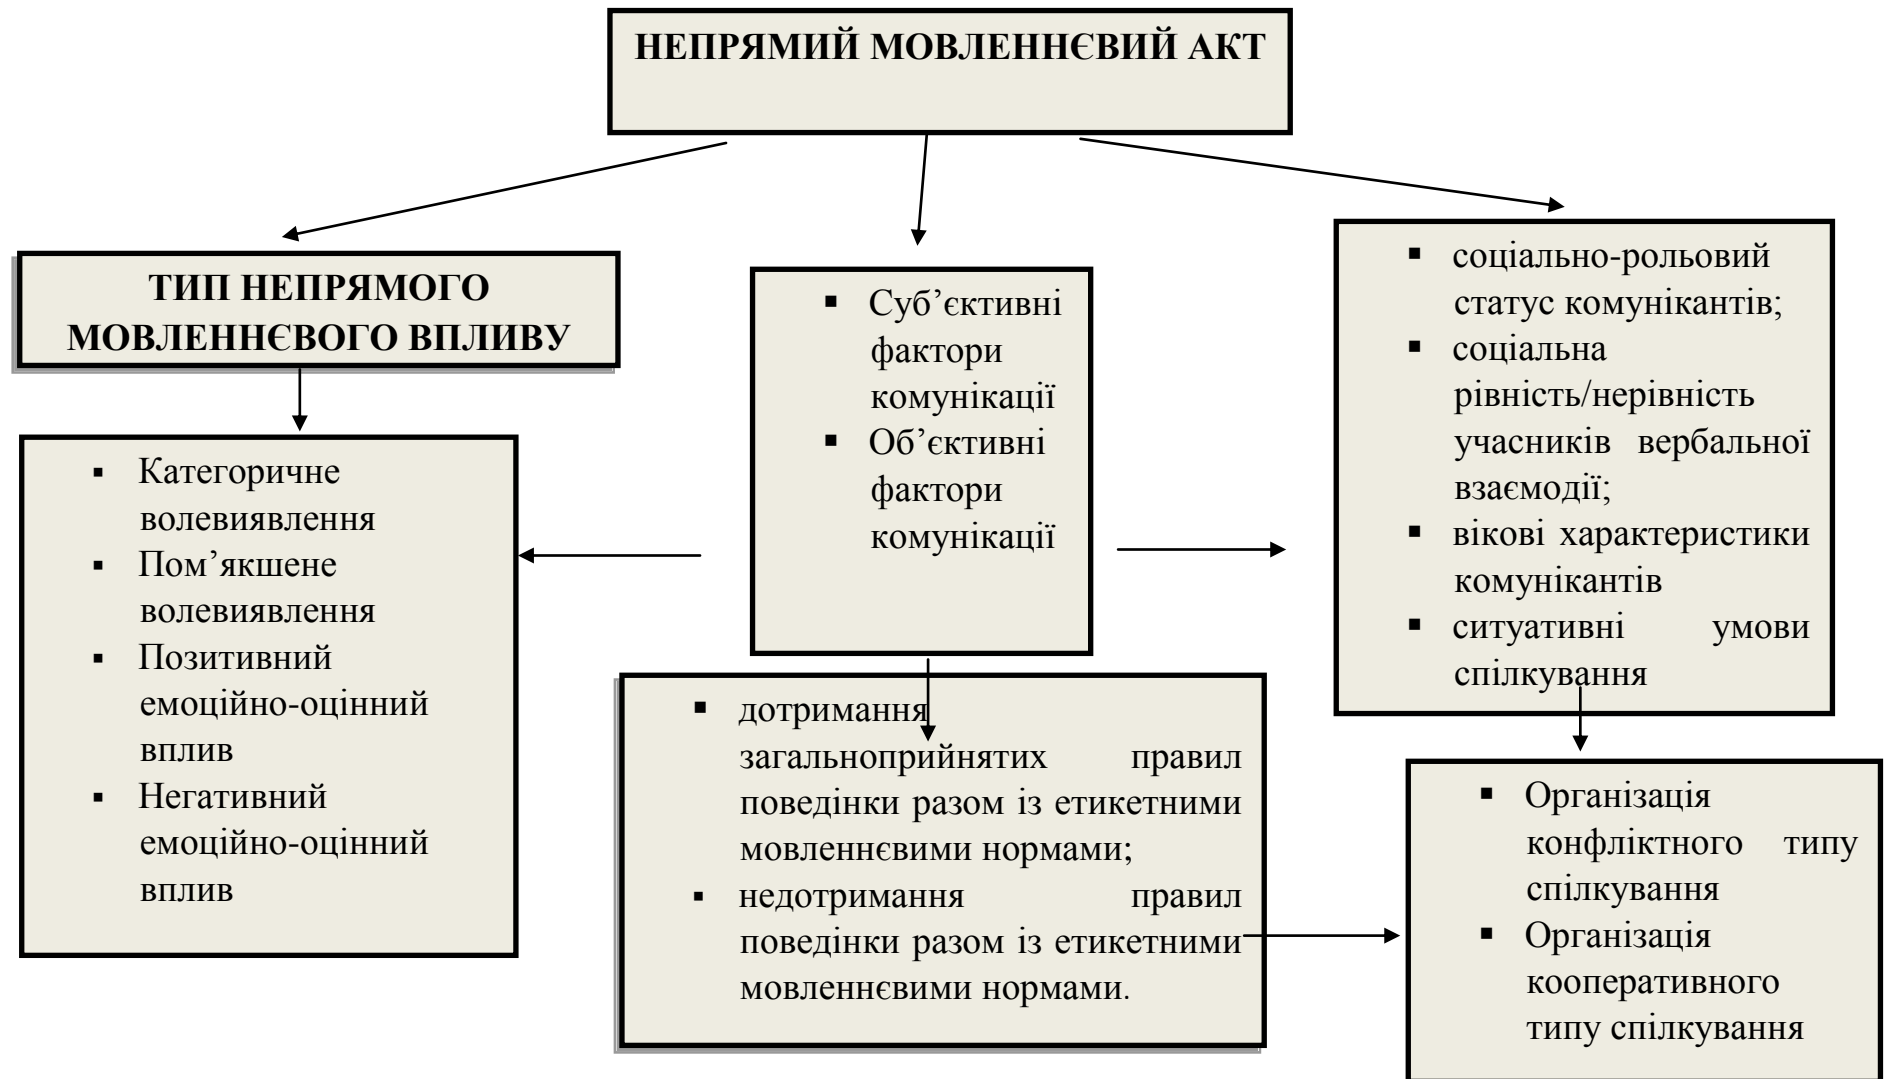 НЕПРЯМИЙ МОВЛЕННЄВИЙ АКТ
ТИП НЕПРЯМОГО
МОВЛЕННЄВОГО ВПЛИВУ
▪ Категоричне
волевиявлення
▪ Пом’якшене
волевиявлення
▪ Позитивний
емоційно-оцінний
вплив
▪ Негативний
емоційно-оцінний
вплив
▪ Суб’єктивні
фактори
комунікації
▪ Об’єктивні
фактори
комунікації
▪ соціально-рольовий
статус комунікантів;
▪ соціальна
рівність/нерівність
учасників вербальної
взаємодії;
▪ вікові характеристики
комунікантів
▪ ситуативні умови
спілкування
▪ дотримання
загальноприйнятих правил
поведінки разом із етикетними
мовленнєвими нормами;
▪ недотримання правил
поведінки разом із етикетними
мовленнєвими нормами.
▪ Організація
конфліктного типу
спілкування
▪ Організація
кооперативного
типу спілкування